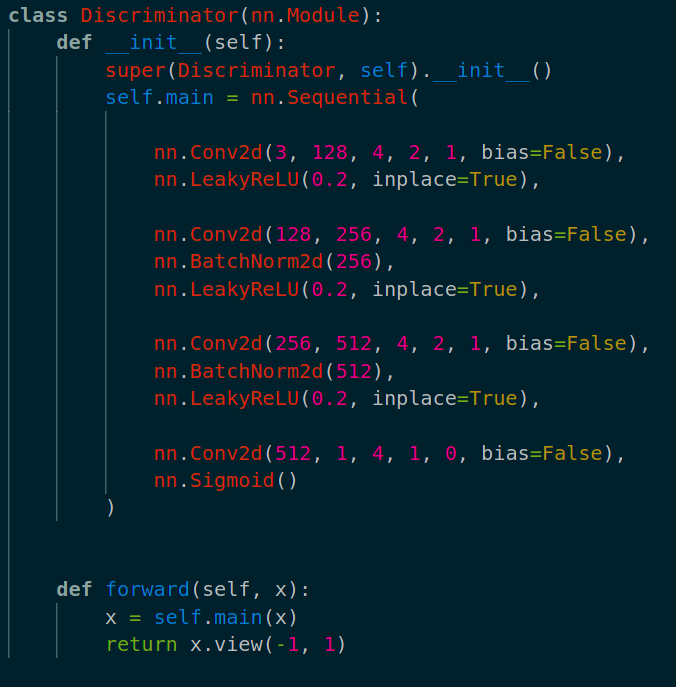 class Discriminator(nn.Module):
    def __init__(self):
        super(Discriminator, self).__init__()
        self.main = nn.Sequential(

            nn.Conv2d(3, 128, 4, 2, 1, bias=False),
            nn.LeakyReLU(0.2, inplace=True),

            nn.Conv2d(128, 256, 4, 2, 1, bias=False),
            nn.BatchNorm2d(256),
            nn.LeakyReLU(0.2, inplace=True),

            nn.Conv2d(256, 512, 4, 2, 1, bias=False),
            nn.BatchNorm2d(512),
            nn.LeakyReLU(0.2, inplace=True),

            nn.Conv2d(512, 1, 4, 1, 0, bias=False),
            nn.Sigmoid()
        )


    def forward(self, x):
        x = self.main(x)
        return x.view(-1, 1)